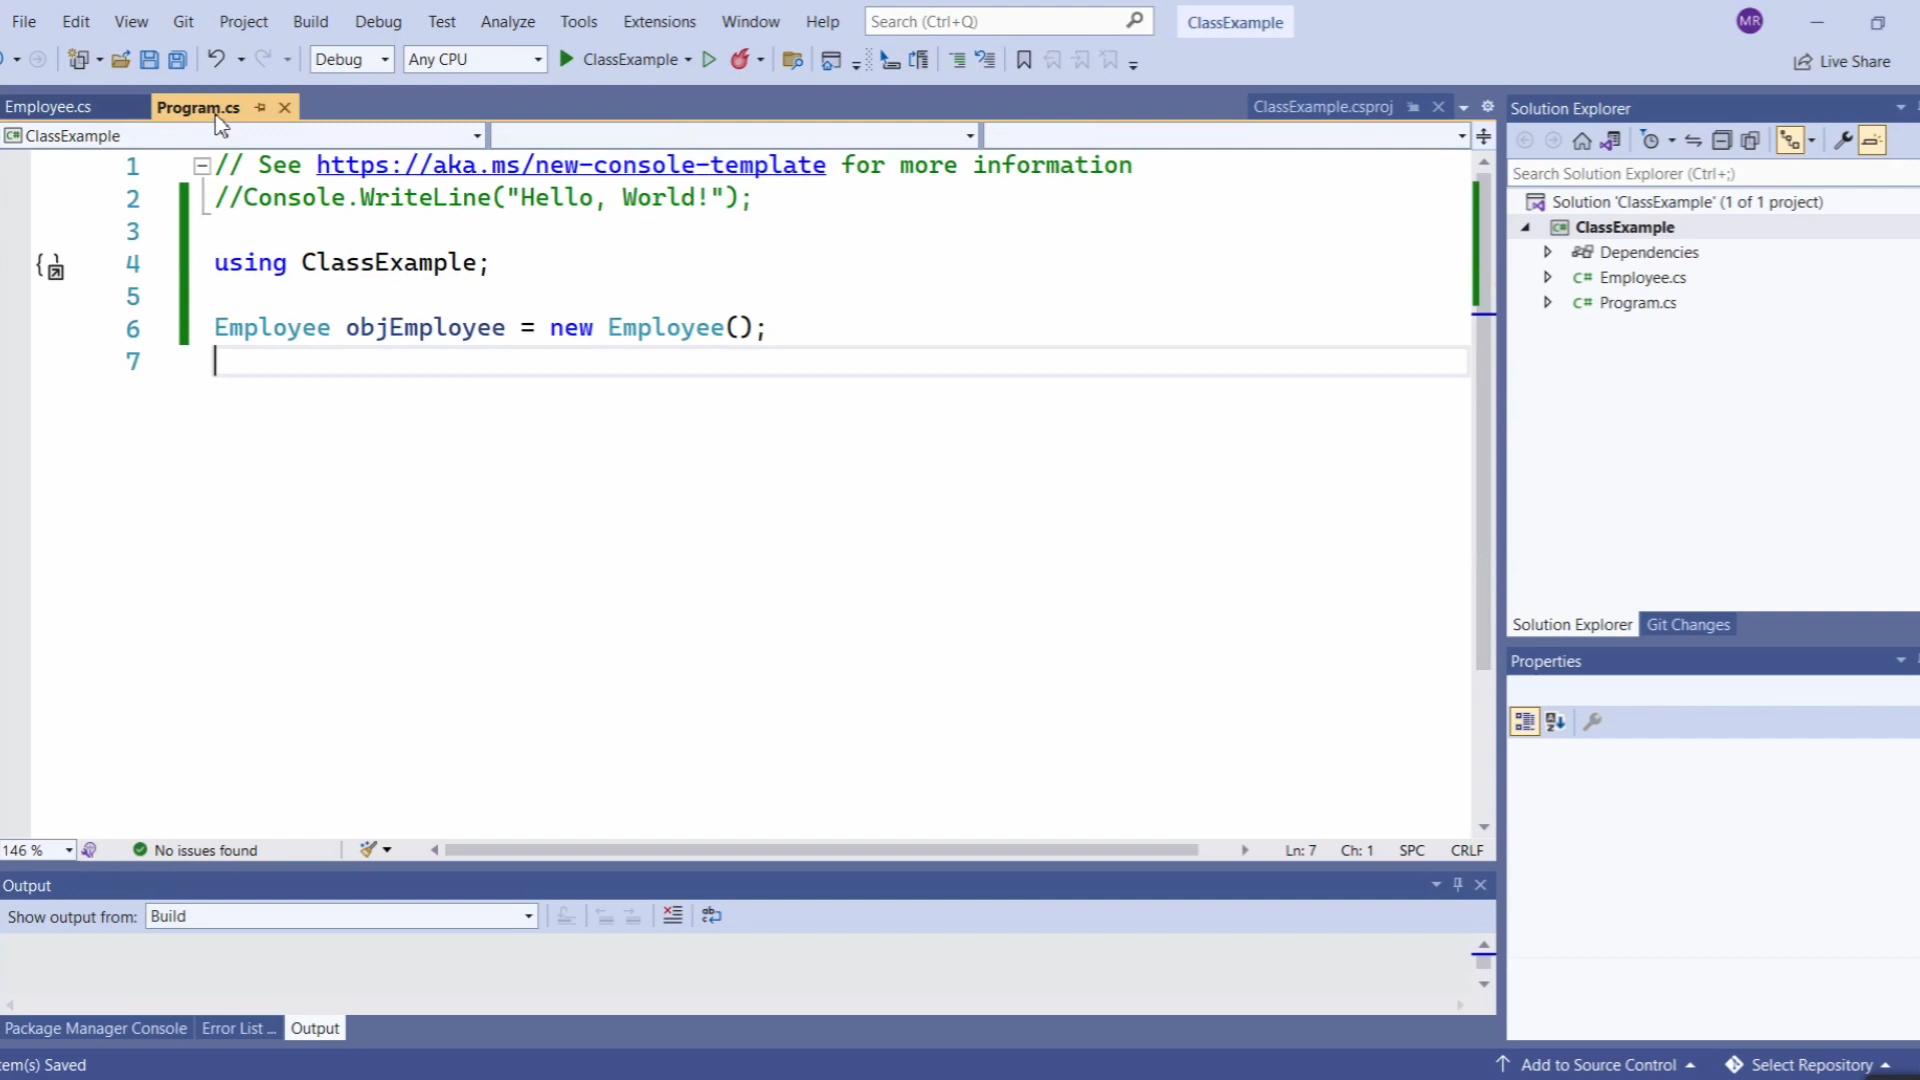 File Edit View Git Project Build Debug Test Analyze Tools Extensions Window Help Search (Ctrl+Q) ClassExample MR
Debug Any CPU ClassExample Live Share
Employee.cs Program.cs ClassExample.csproj
C# ClassExample
1 // See https://aka.ms/new-console-template for more information
2 //Console.WriteLine("Hello, World!");
3
4 using ClassExample;
5
6 Employee objEmployee = new Employee();
7
146 % No issues found Ln: 7 Ch: 1 SPC CRLF
Output
Show output from: Build
Package Manager Console Error List ... Output
Solution Explorer
Search Solution Explorer (Ctrl+;)
Solution 'ClassExample' (1 of 1 project)
C# ClassExample
Dependencies
C# Employee.cs
C# Program.cs
Solution Explorer Git Changes
Properties
em(s) Saved Add to Source Control Select Repository